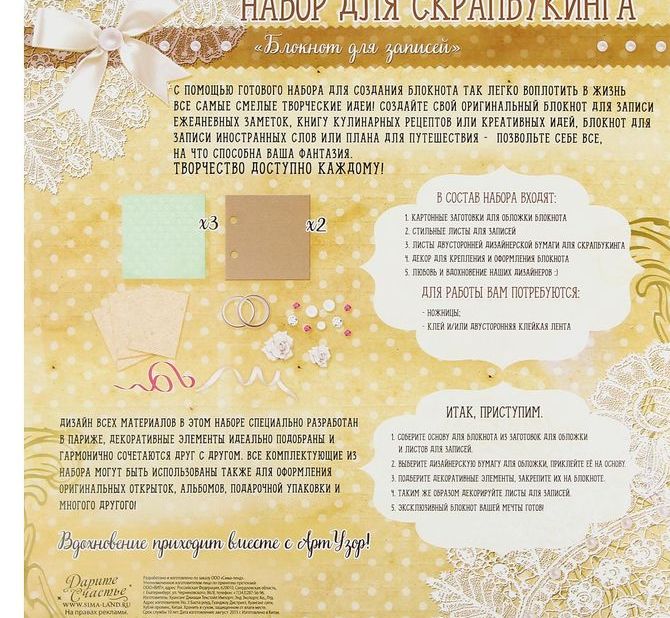 НАБОР ДЛЯ СКРАПБУКИНГА
«Блокнот для записей»
С ПОМОЩЬЮ ГОТОВОГО НАБОРА ДЛЯ СОЗДАНИЯ БЛОКНОТА ТАК ЛЕГКО ВОПЛОТИТЬ В ЖИЗНЬ
ВСЕ САМЫЕ СМЕЛЫЕ ТВОРЧЕСКИЕ ИДЕИ! СОЗДАЙТЕ СВОЙ ОРИГИНАЛЬНЫЙ БЛОКНОТ ДЛЯ ЗАПИСИ
ЕЖЕДНЕВНЫХ ЗАМЕТОК, КНИГУ КУЛИНАРНЫХ РЕЦЕПТОВ ИЛИ КРЕАТИВНЫХ ИДЕЙ, БЛОКНОТ ДЛЯ
ЗАПИСИ ИНОСТРАННЫХ СЛОВ ИЛИ ПЛАНА ДЛЯ ПУТЕШЕСТВИЯ - ПОЗВОЛЬТЕ СЕБЕ ВСЕ,
НА ЧТО СПОСОБНА ВАША ФАНТАЗИЯ.
ТВОРЧЕСТВО ДОСТУПНО КАЖДОМУ!
x3
x2
В СОСТАВ НАБОРА ВХОДЯТ:
1. КАРТОННЫЕ ЗАГОТОВКИ ДЛЯ ОБЛОЖКИ БЛОКНОТА
2. СТИЛЬНЫЕ ЛИСТЫ ДЛЯ ЗАПИСЕЙ
3. ЛИСТЫ ДВУСТОРОННЕЙ ДИЗАЙНЕРСКОЙ БУМАГИ ДЛЯ СКРАПБУКИНГА
4. ДЕКОР ДЛЯ КРЕПЛЕНИЯ И ОФОРМЛЕНИЯ БЛОКНОТА
5. ЛЮБОВЬ И ВДОХНОВЕНИЕ НАШИХ ДИЗАЙНЕРОВ :)
ДЛЯ РАБОТЫ ВАМ ПОТРЕБУЮТСЯ:
- НОЖНИЦЫ;
- КЛЕЙ И/ИЛИ ДВУСТОРОННЯЯ КЛЕЙКАЯ ЛЕНТА
ДИЗАЙН ВСЕХ МАТЕРИАЛОВ В ЭТОМ НАБОРЕ СПЕЦИАЛЬНО РАЗРАБОТАН
В ПАРИЖЕ, ДЕКОРАТИВНЫЕ ЭЛЕМЕНТЫ ИДЕАЛЬНО ПОДОБРАНЫ И
ГАРМОНИЧНО СОЧЕТАЮТСЯ ДРУГ С ДРУГОМ. ВСЕ КОМПЛЕКТУЮЩИЕ ИЗ
НАБОРА МОГУТ БЫТЬ ИСПОЛЬЗОВАНЫ ТАКЖЕ ДЛЯ ОФОРМЛЕНИЯ
ОРИГИНАЛЬНЫХ ОТКРЫТОК, АЛЬБОМОВ, ПОДАРОЧНОЙ УПАКОВКИ И
МНОГОГО ДРУГОГО!
ИТАК, ПРИСТУПИМ.
1. СОБЕРИТЕ ОСНОВУ ДЛЯ БЛОКНОТА ИЗ ЗАГОТОВОК ДЛЯ ОБЛОЖКИ
И ЛИСТОВ ДЛЯ ЗАПИСЕЙ.
2. ВЫБЕРИТЕ ДИЗАЙНЕРСКУЮ БУМАГУ ДЛЯ ОБЛОЖКИ, ПРИКЛЕЙТЕ ЕЁ НА ОСНОВУ.
3. ПОДБЕРИТЕ ДЕКОРАТИВНЫЕ ЭЛЕМЕНТЫ, ЗАКРЕПИТЕ ИХ НА БЛОКНОТЕ.
4. ТАКИМ ЖЕ ОБРАЗОМ ДЕКОРИРУЙТЕ ЛИСТЫ ДЛЯ ЗАПИСЕЙ.
5. ЭКСКЛЮЗИВНЫЙ БЛОКНОТ ВАШЕЙ МЕЧТЫ ГОТОВ!
Вдохновение приходит вместе с АртУзор!
Дарите
Счастье
WWW.SIMA-LAND.RU
На правах рекламы.
Разработано и изготовлено по заказу ООО «Сима-ленд».